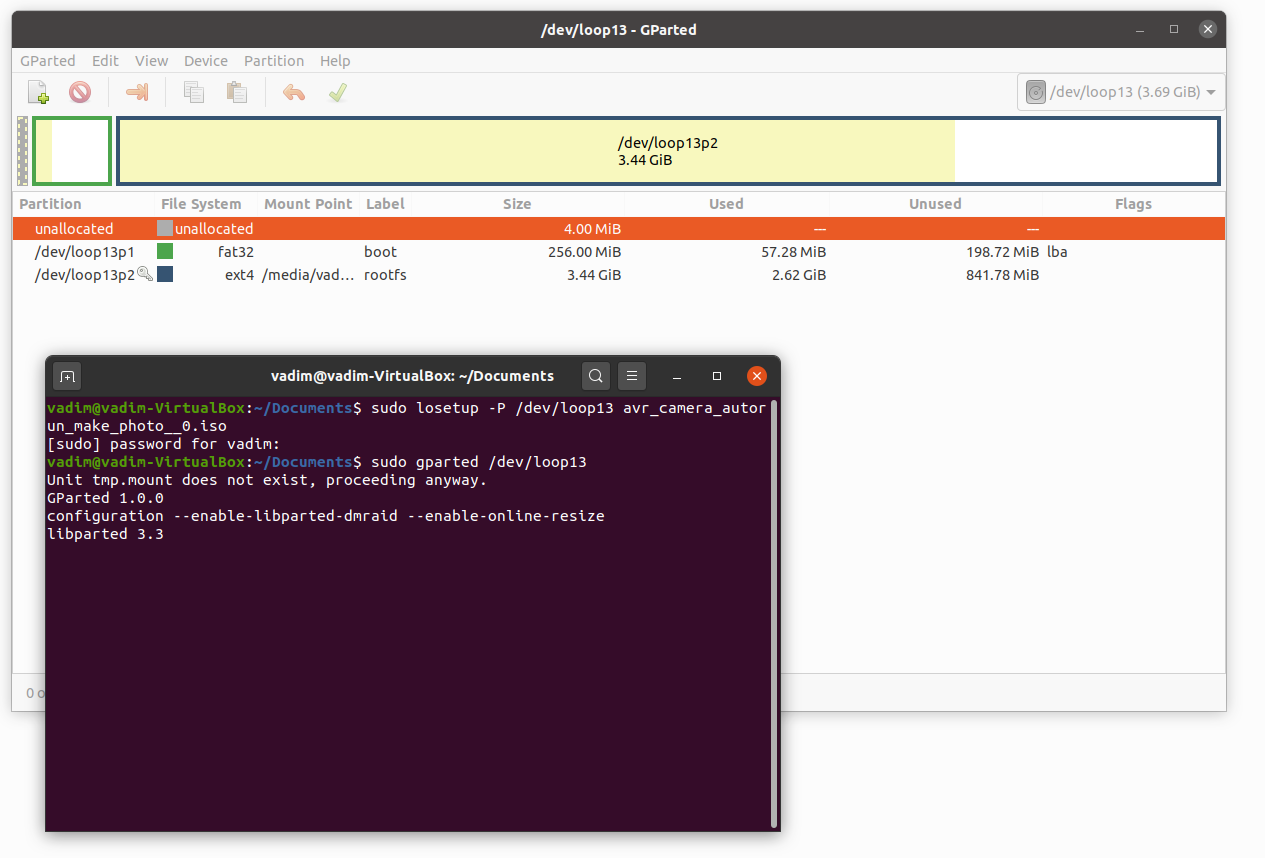 /dev/loop13 - GParted
GParted Edit View Device Partition Help
/dev/loop13 (3.69 GiB)
/dev/loop13p2
3.44 GiB
Partition File System Mount Point Label Size Used Unused Flags
unallocated unallocated 4.00 MiB --- ---
/dev/loop13p1 fat32 boot 256.00 MiB 57.28 MiB 198.72 MiB lba
/dev/loop13p2 ext4 /media/vad... rootfs 3.44 GiB 2.62 GiB 841.78 MiB
vadim@vadim-VirtualBox: ~/Documents
vadim@vadim-VirtualBox:~/Documents$ sudo losetup -P /dev/loop13 avr_camera_autor
un_make_photo__0.iso
[sudo] password for vadim:
vadim@vadim-VirtualBox:~/Documents$ sudo gparted /dev/loop13
Unit tmp.mount does not exist, proceeding anyway.
GParted 1.0.0
configuration --enable-libparted-dmraid --enable-online-resize
libparted 3.3
0